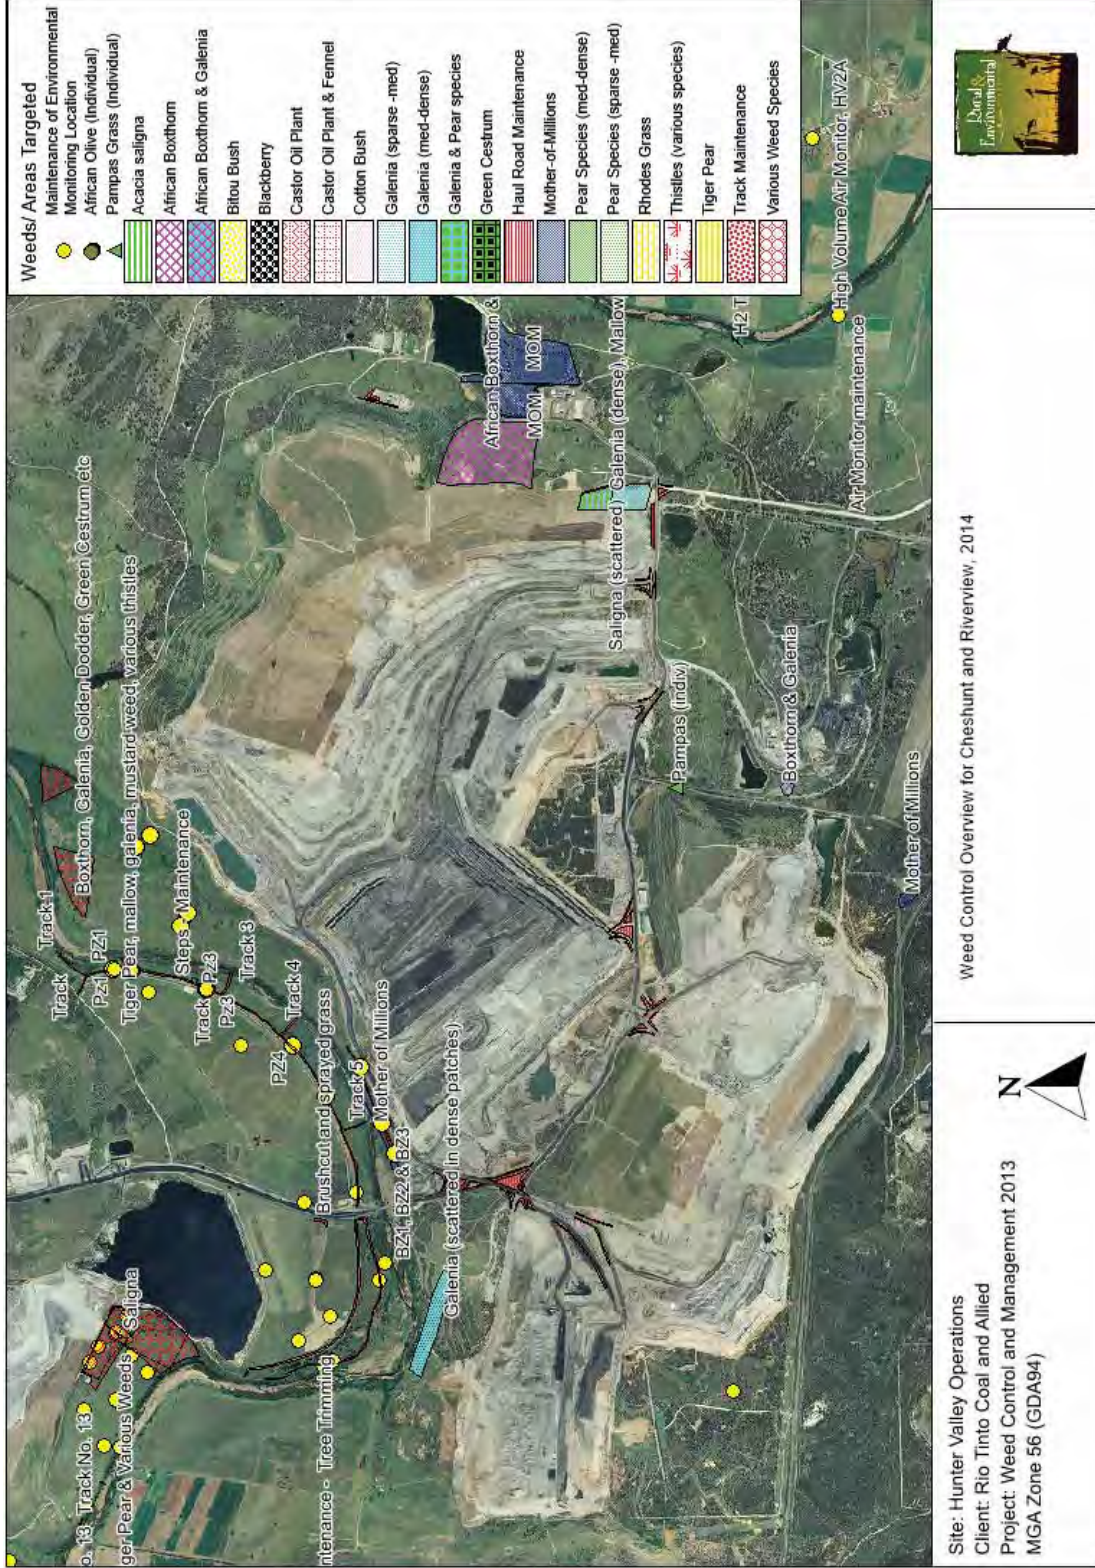 Weeds/ Areas Targeted
Maintenance of Environmental
Monitoring Location
African Olive (Individual)
Pampas Grass (Individual)
Acacia saligna
African Boxthorn
African Boxthorn & Galenia
Bitou Bush
Blackberry
Castor Oil Plant
Castor Oil Plant & Fennel
Cotton Bush
Galenia (sparse -med)
Galenia (med-dense)
Galenia & Pear species
Green Cestrum
Haul Road Maintenance
Mother-of-Millions
Pear Species (med-dense)
Pear Species (sparse -med)
Rhodes Grass
Thistles (various species)
Tiger Pear
Track Maintenance
Various Weed Species
Track 1
Track
PZ1
Pz1
Boxthorn, Galenia, Golden Dodder, Green Cestrum etc
Tiger Pear, mallow, galenia, mustard weed, various thistles
Steps Maintenance
Track
Pz3
Pz3
Track 3
PZ4
Track 4
Brushcut and sprayed grass
Track 5
Mother of Millions
BZ1, BZ2 & BZ3
Galenia (scattered in dense patches)
Saligna
o. 13, Track No. 13
ger Pear & Various Weeds
ntenance - Tree Trimming
African Boxthorn &
MOM
MOM
Saligna (scattered) Galenia (dense), Mallow
H2 T
High Volume Air Monitor, HV2A
Air Monitor maintenance
Pampas (indiv)
Boxthorn & Galenia
Mother of Millions
Site: Hunter Valley Operations
Client: Rio Tinto Coal and Allied
Project: Weed Control and Management 2013
MGA Zone 56 (GDA94)
N
Weed Control Overview for Cheshunt and Riverview, 2014
Rural &
Environmental